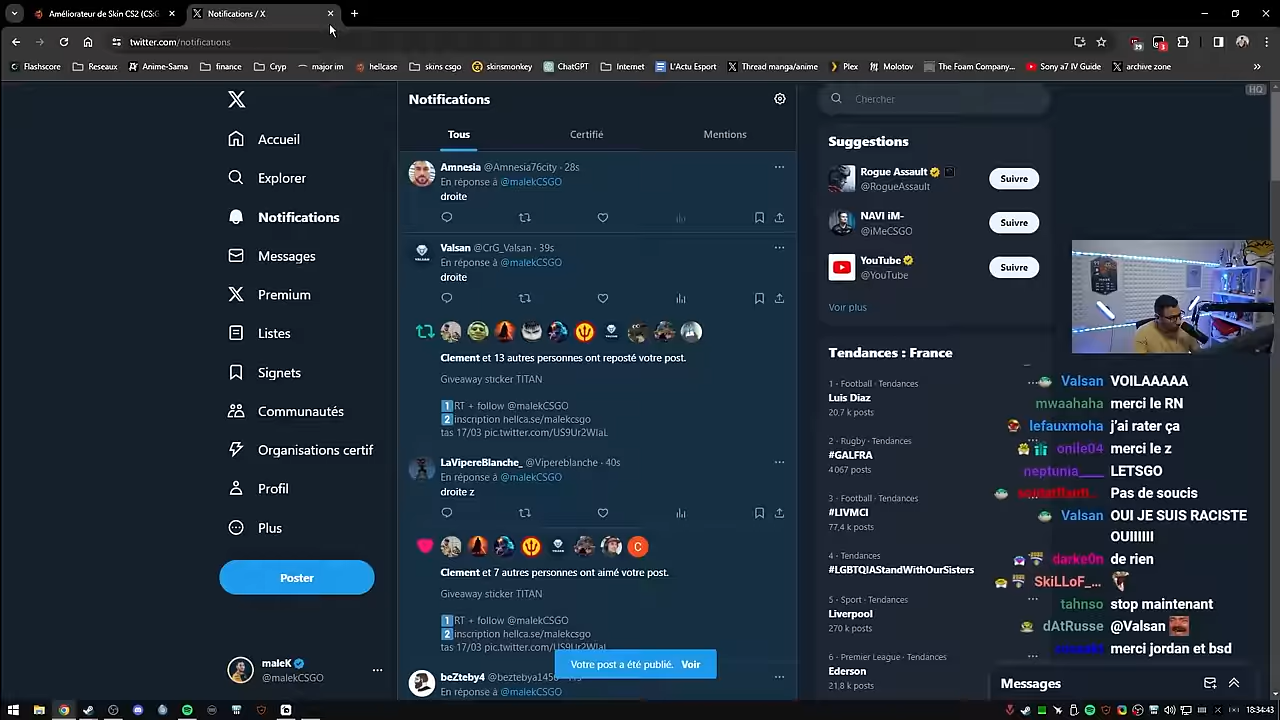 Améliorateur de Skin CS2 (CS:G
Notifications / X
twitter.com/notifications
Flashscore
Reseaux
Anime-Sama
finance
Cryp
major im
hellcase
skins csgo
skinsmonkey
ChatGPT
Internet
L'Actu Esport
Thread manga/anime
Plex
Molotov
The Foam Company...
Sony a7 IV Guide
archive zone
HQ
Accueil
Explorer
Notifications
Messages
Premium
Listes
Signets
Communautés
Organisations certif
Profil
Plus
Poster
maleK
@malekCSGO
Notifications
Tous
Certifié
Mentions
Amnesia @Amnesia76city · 28s
En réponse à @malekCSGO
droite
Valsan @CrG_Valsan · 39s
En réponse à @malekCSGO
droite
Clement et 13 autres personnes ont reposté votre post.
Giveaway sticker TITAN
1 RT + follow @malekCSGO
2 inscription hellca.se/malekcsgo
tas 17/03 pic.twitter.com/US9Ur2WIaL
LaVipereBlanche_ @Vipereblanche · 40s
En réponse à @malekCSGO
droite z
C
Clement et 7 autres personnes ont aimé votre post.
Giveaway sticker TITAN
1 RT + follow @malekCSGO
2 inscription hellca.se/malekcsgo
tas 17/03 pic.twitter.com/US9Ur2WIaL
Votre post a été publié. Voir
beZteby4
En réponse à @malekCSGO
Chercher
Suggestions
Rogue Assault
@RogueAssault
Suivre
NAVI iM-
@iMeCSGO
Suivre
YouTube
@YouTube
Suivre
Voir plus
Tendances : France
1 · Football · Tendances
Luis Diaz
20,7 k posts
2 · Rugby · Tendances
#GALFRA
4 067 posts
3 · Football · Tendances
#LIVMCI
77,4 k posts
4 · Tendances
#LGBTQIAStandWithOurSisters
5 · Sport · Tendances
Liverpool
270 k posts
6 · Premier League · Tendances
Ederson
21,8 k posts
Valsan VOILAAAAA
mwaahaha merci le RN
lefauxmoha j'ai rater ça
onile04 merci le z
neptunia____ LETSGO
Pas de soucis
Valsan OUI JE SUIS RACISTE
OUIIIIII
darke0n de rien
SkiLLoF_...
tahnso stop maintenant
dAtRusse @Valsan
merci jordan et bsd
Messages
18:34:43